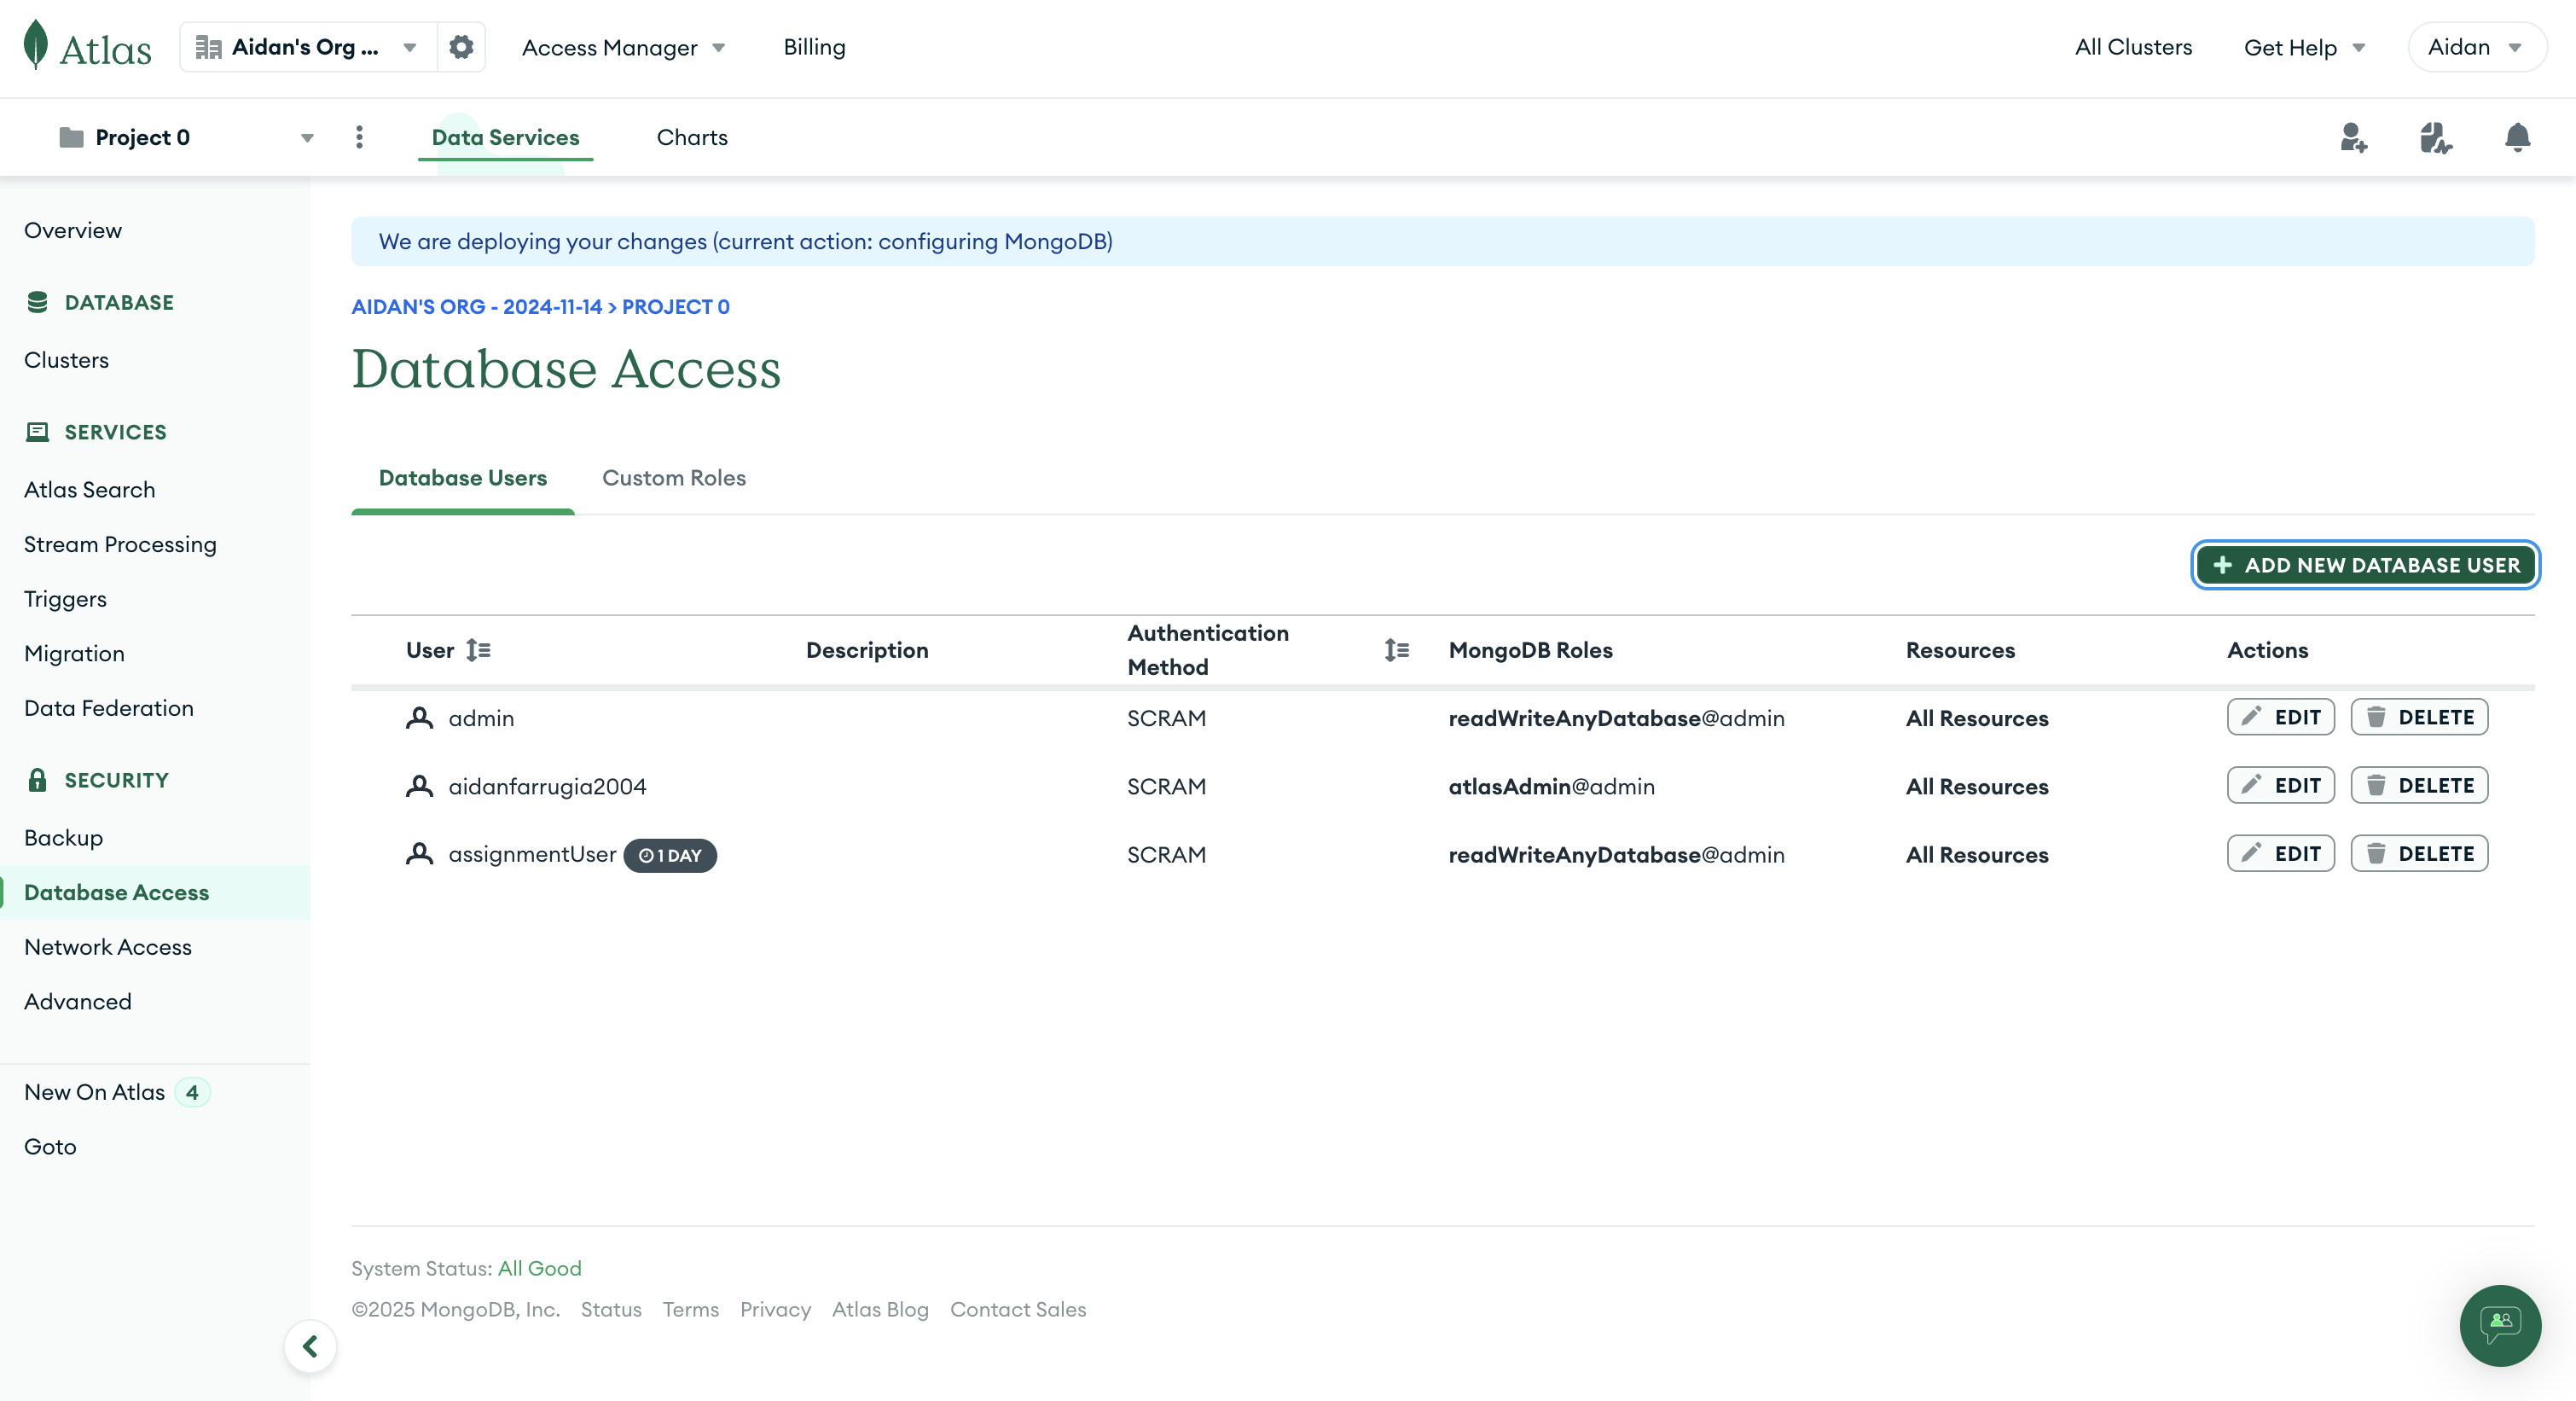 Atlas
Aidan's Org ...
Access Manager
Billing
All Clusters
Get Help
Aidan
Project 0
Data Services
Charts
Overview
DATABASE
Clusters
SERVICES
Atlas Search
Stream Processing
Triggers
Migration
Data Federation
SECURITY
Backup
Database Access
Network Access
Advanced
New On Atlas 4
Goto
We are deploying your changes (current action: configuring MongoDB)
AIDAN'S ORG - 2024-11-14 > PROJECT 0
Database Access
Database Users
Custom Roles
+ ADD NEW DATABASE USER
User Description Authentication Method MongoDB Roles Resources Actions
admin SCRAM readWriteAnyDatabase@admin All Resources EDIT DELETE
aidanfarrugia2004 SCRAM atlasAdmin@admin All Resources EDIT DELETE
assignmentUser 1 DAY SCRAM readWriteAnyDatabase@admin All Resources EDIT DELETE
System Status: All Good
©2025 MongoDB, Inc. Status Terms Privacy Atlas Blog Contact Sales